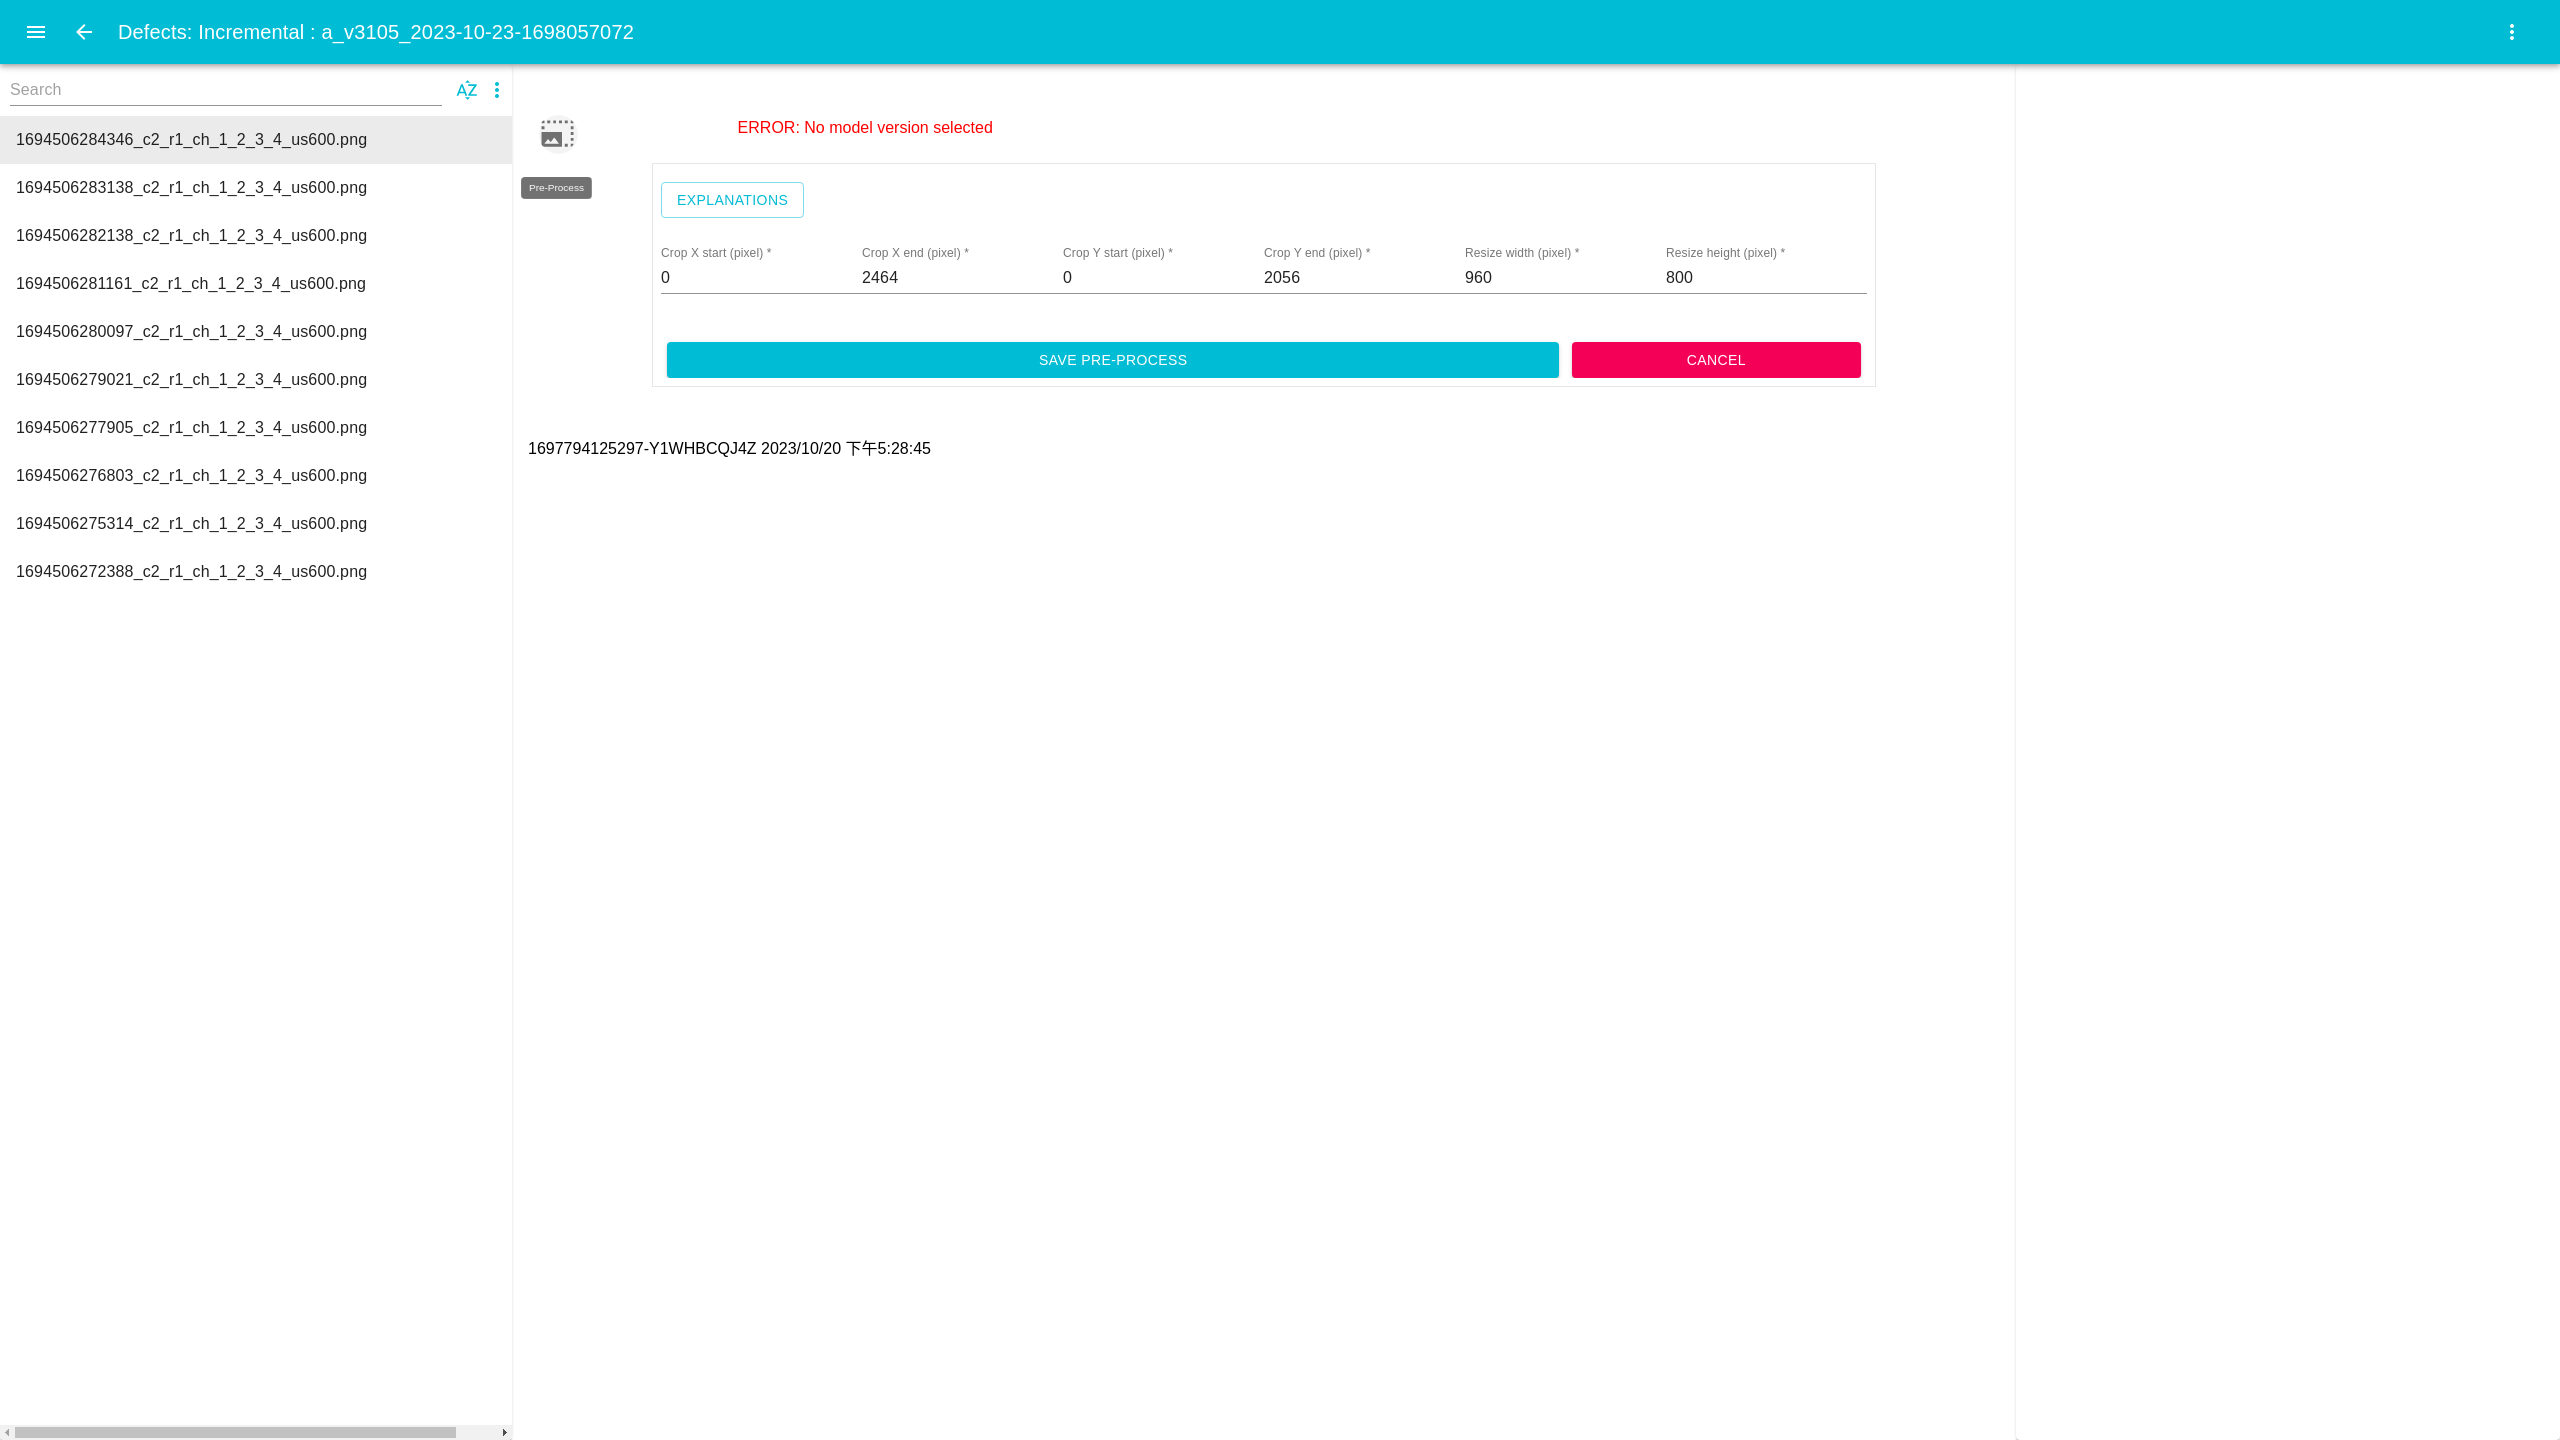 Defects: Incremental : a_v3105_2023-10-23-1698057072
Search
AZ
1694506284346_c2_r1_ch_1_2_3_4_us600.png
1694506283138_c2_r1_ch_1_2_3_4_us600.png
1694506282138_c2_r1_ch_1_2_3_4_us600.png
1694506281161_c2_r1_ch_1_2_3_4_us600.png
1694506280097_c2_r1_ch_1_2_3_4_us600.png
1694506279021_c2_r1_ch_1_2_3_4_us600.png
1694506277905_c2_r1_ch_1_2_3_4_us600.png
1694506276803_c2_r1_ch_1_2_3_4_us600.png
1694506275314_c2_r1_ch_1_2_3_4_us600.png
1694506272388_c2_r1_ch_1_2_3_4_us600.png
Pre-Process
ERROR: No model version selected
EXPLANATIONS
Crop X start (pixel) * Crop X end (pixel) * Crop Y start (pixel) * Crop Y end (pixel) * Resize width (pixel) * Resize height (pixel) *
0 2464 0 2056 960 800
SAVE PRE-PROCESS CANCEL
1697794125297-Y1WHBCQJ4Z 2023/10/20 下午5:28:45